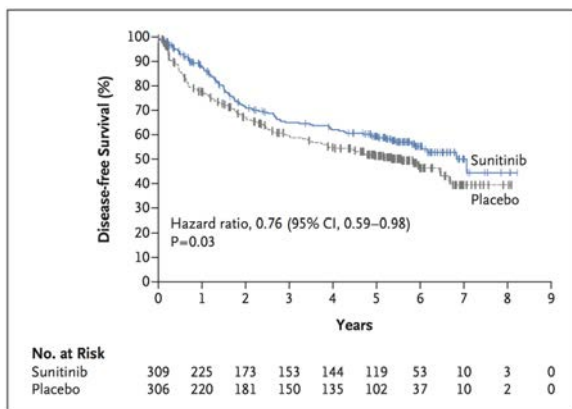 100
90
80
70
60
50
40
30
20
10
0
Disease-free Survival (%)
Sunitinib
Placebo
Hazard ratio, 0.76 (95% CI, 0.59–0.98)
P=0.03
0 1 2 3 4 5 6 7 8 9
Years
No. at Risk
Sunitinib 309 225 173 153 144 119 53 10 3 0
Placebo 306 220 181 150 135 102 37 10 2 0